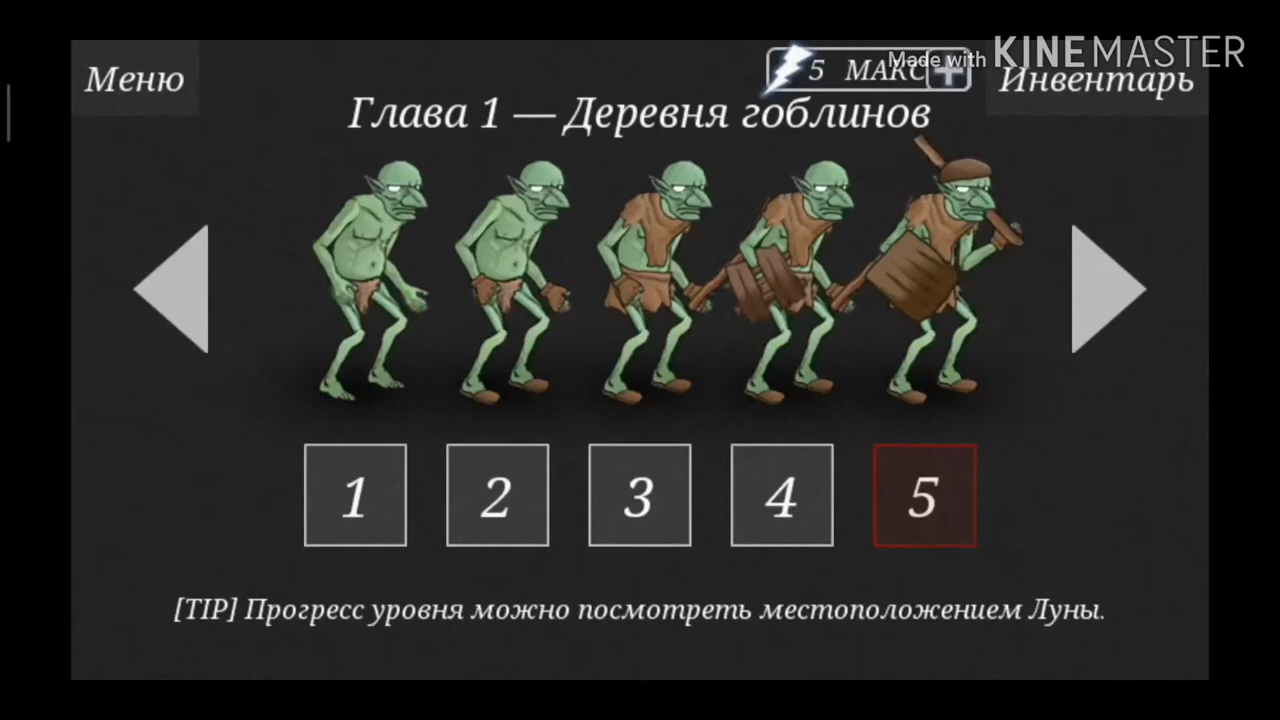 Made with KINEMASTER
Меню
5 МАКС
Инвентарь
Глава 1 — Деревня гоблинов
1 2 3 4 5
[TIP] Прогресс уровня можно посмотреть местоположением Луны.